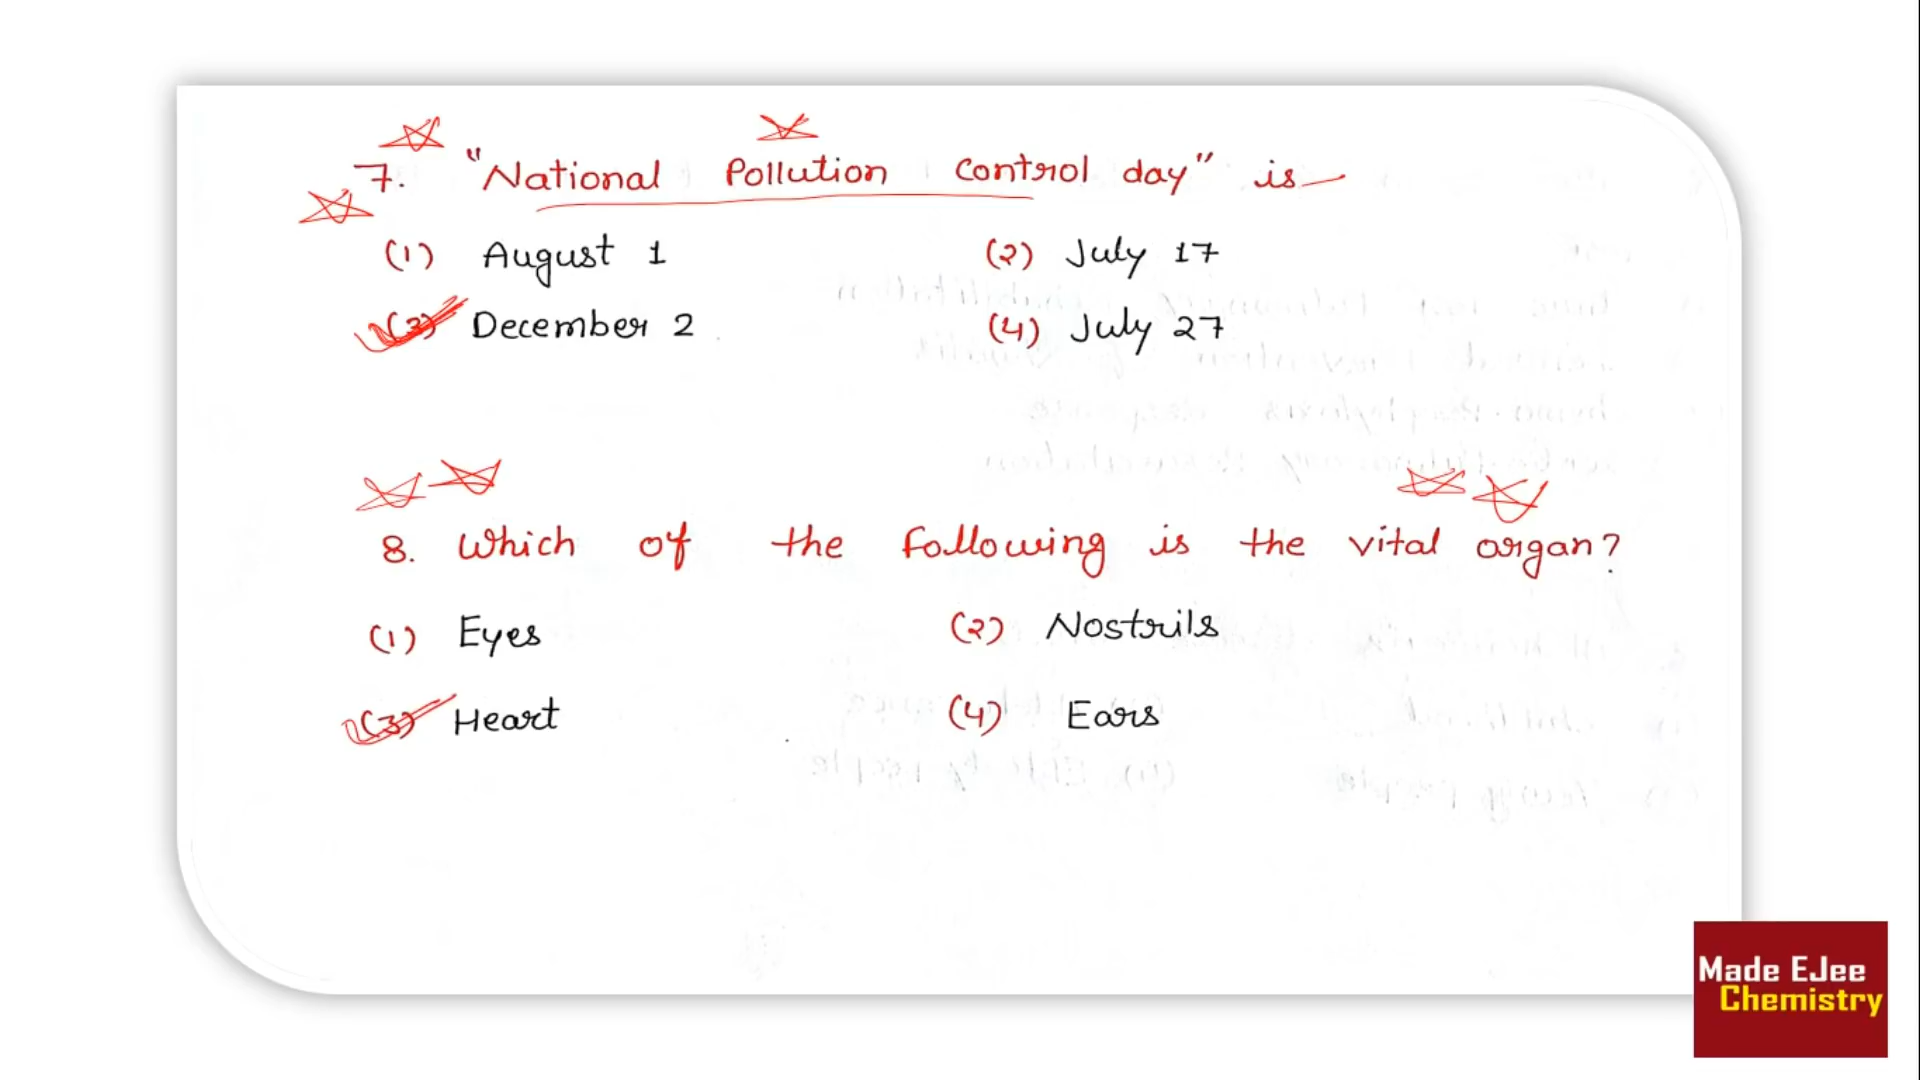 7. "National Pollution Control day" is —
(1) August 1 (2) July 17
(3) December 2 (4) July 27
8. Which of the following is the vital organ?
(1) Eyes (2) Nostrils
(3) Heart (4) Ears
Made EJee
Chemistry